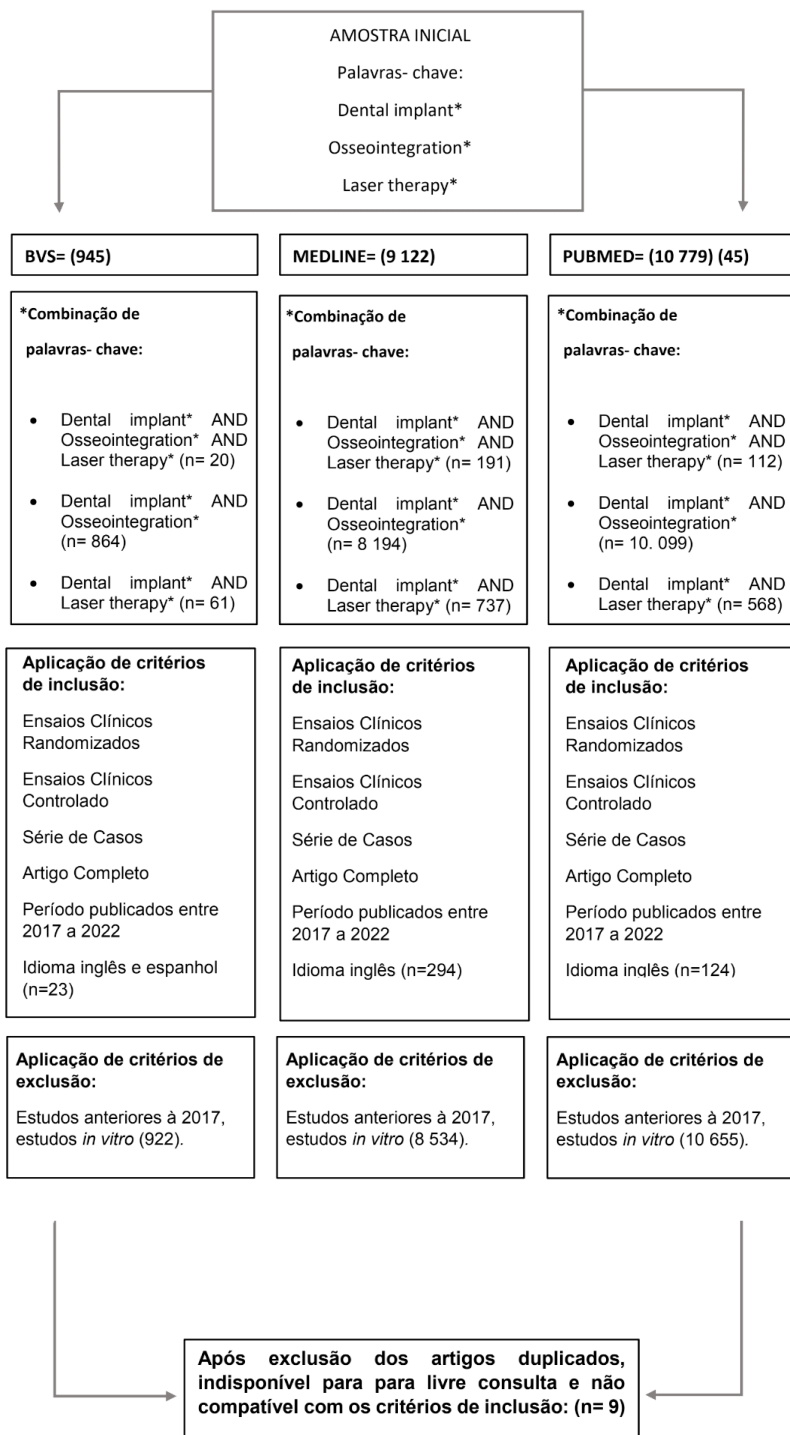 AMOSTRA INICIAL
Palavras- chave:
Dental implant*
Osseointegration*
Laser therapy*
BVS= (945)
*Combinação de
palavras- chave:
• Dental implant* AND
Osseointegration* AND
Laser therapy* (n= 20)
• Dental implant* AND
Osseointegration*
(n= 864)
• Dental implant* AND
Laser therapy* (n= 61)
Aplicação de critérios
de inclusão:
Ensaios Clínicos
Randomizados
Ensaios Clínicos
Controlado
Série de Casos
Artigo Completo
Período publicados entre
2017 a 2022
Idioma inglês e espanhol
(n=23)
Aplicação de critérios de
exclusão:
Estudos anteriores à 2017,
estudos in vitro (922).
MEDLINE= (9 122)
*Combinação de
palavras- chave:
• Dental implant* AND
Osseointegration* AND
Laser therapy* (n= 191)
• Dental implant* AND
Osseointegration*
(n= 8 194)
• Dental implant* AND
Laser therapy* (n= 737)
Aplicação de critérios
de inclusão:
Ensaios Clínicos
Randomizados
Ensaios Clínicos
Controlado
Série de Casos
Artigo Completo
Período publicados entre
2017 a 2022
Idioma inglês (n=294)
Aplicação de critérios de
exclusão:
Estudos anteriores à 2017,
estudos in vitro (8 534).
PUBMED= (10 779) (45)
*Combinação de
palavras- chave:
• Dental implant* AND
Osseointegration* AND
Laser therapy* (n= 112)
• Dental implant* AND
Osseointegration*
(n= 10. 099)
• Dental implant* AND
Laser therapy* (n= 568)
Aplicação de critérios
de inclusão:
Ensaios Clínicos
Randomizados
Ensaios Clínicos
Controlado
Série de Casos
Artigo Completo
Período publicados entre
2017 a 2022
Idioma inglês (n=124)
Aplicação de critérios de
exclusão:
Estudos anteriores à 2017,
estudos in vitro (10 655).
Após exclusão dos artigos duplicados,
indisponível para para livre consulta e não
compatível com os critérios de inclusão: (n= 9)